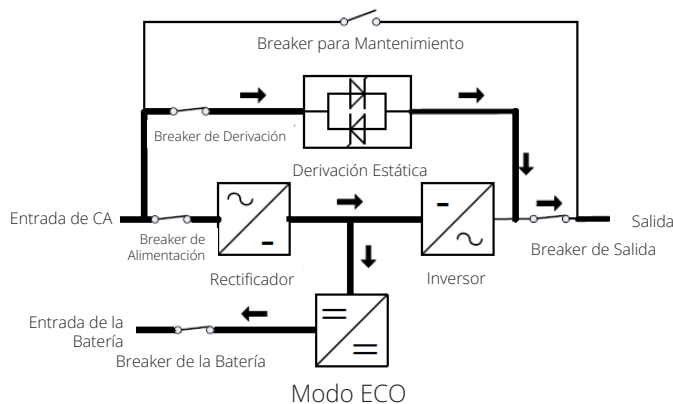 Breaker para Mantenimiento
Breaker de Derivación
Derivación Estática
Entrada de CA
Salida
Breaker de
Alimentación
Breaker de Salida
Rectificador
Inversor
Entrada de la
Batería
Breaker de la Batería
Modo ECO